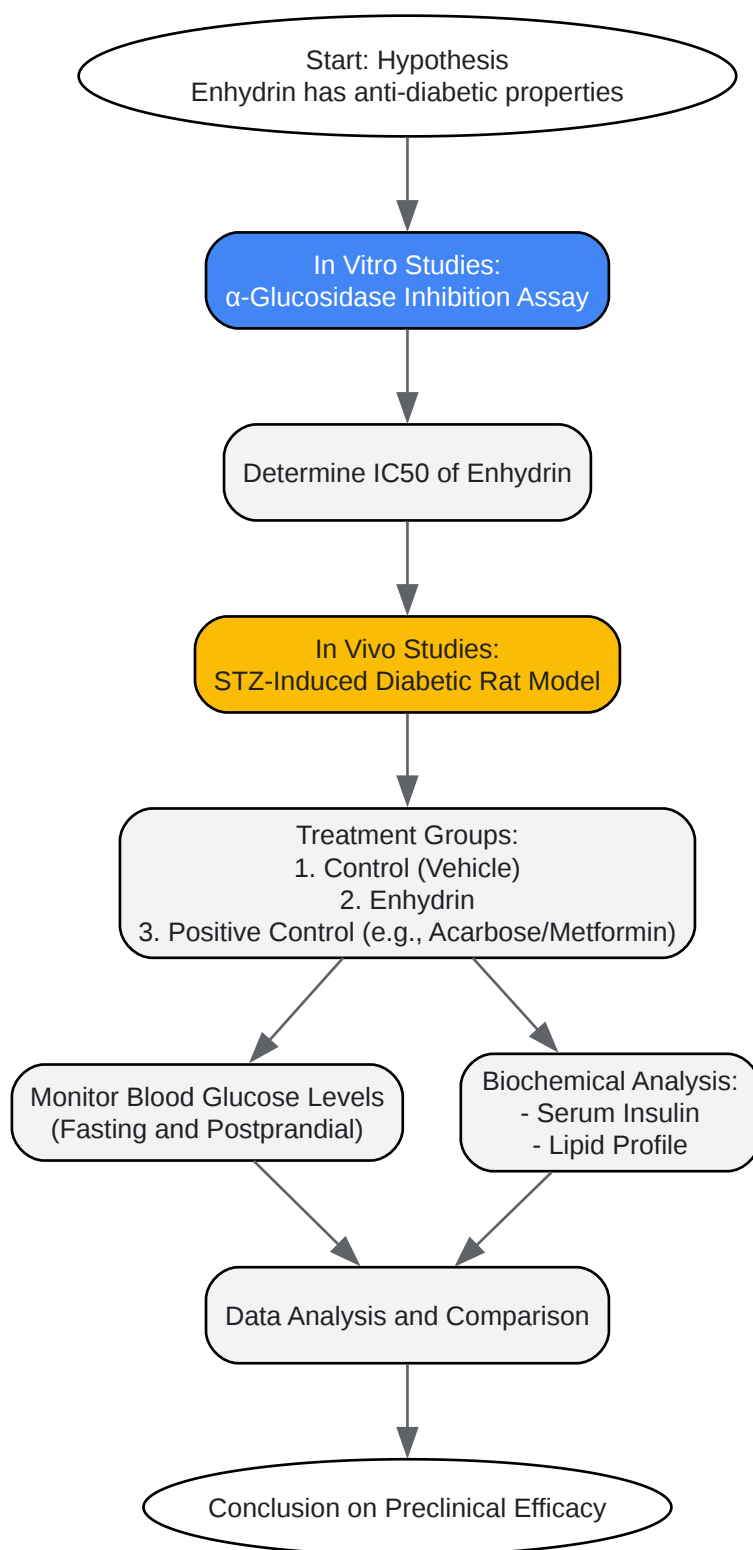 Start: Hypothesis
Enhydrin has anti-diabetic properties
In Vitro Studies:
α-Glucosidase Inhibition Assay
Determine IC50 of Enhydrin
In Vivo Studies:
STZ-Induced Diabetic Rat Model
Treatment Groups:
1. Control (Vehicle)
2. Enhydrin
3. Positive Control (e.g., Acarbose/Metformin)
Monitor Blood Glucose Levels
(Fasting and Postprandial)
Biochemical Analysis:
- Serum Insulin
- Lipid Profile
Data Analysis and Comparison
Conclusion on Preclinical Efficacy